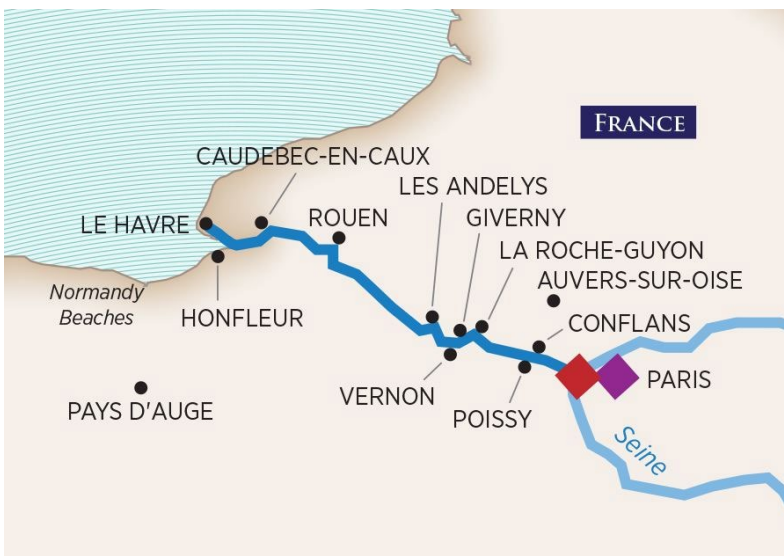 FRANCE
CAUDEBEC-EN-CAUX
LES ANDELYS
LE HAVRE
ROUEN
GIVERNY
LA ROCHE-GUYON
AUVERS-SUR-OISE
Normandy
Beaches
HONFLEUR
CONFLANS
VERNON
PARIS
PAYS D'AUGE
POISSY
Seine